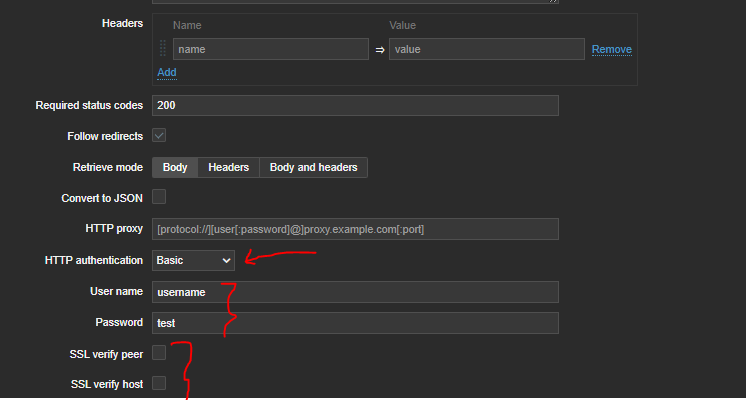 Headers
Name Value
name ⇒ value Remove
Add
Required status codes 200
Follow redirects
Retrieve mode Body Headers Body and headers
Convert to JSON
HTTP proxy [protocol://][user[:password]@]proxy.example.com[:port]
HTTP authentication Basic
User name username
Password test
SSL verify peer
SSL verify host